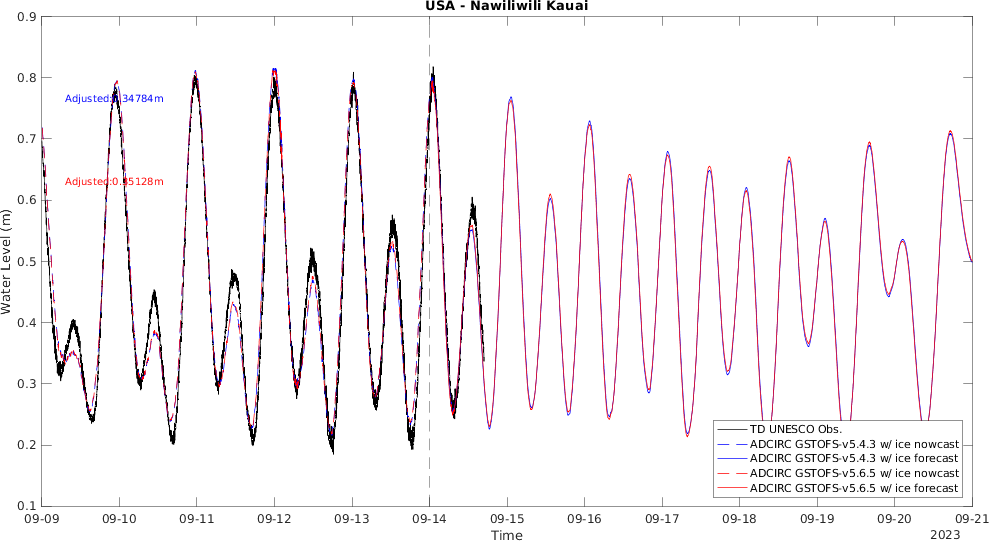 USA - Nawiliwili Kauai
0.9
0.8
0.7
0.6
0.5
0.4
0.3
0.2
0.1
Water Level (m)
Adjusted:0.34784m
Adjusted:0.35128m
TD UNESCO Obs.
ADCIRC GSTOFS-v5.4.3 w/ ice nowcast
ADCIRC GSTOFS-v5.4.3 w/ ice forecast
ADCIRC GSTOFS-v5.6.5 w/ ice nowcast
ADCIRC GSTOFS-v5.6.5 w/ ice forecast
09-09 09-10 09-11 09-12 09-13 09-14 09-15 09-16 09-17 09-18 09-19 09-20 09-21
Time
2023